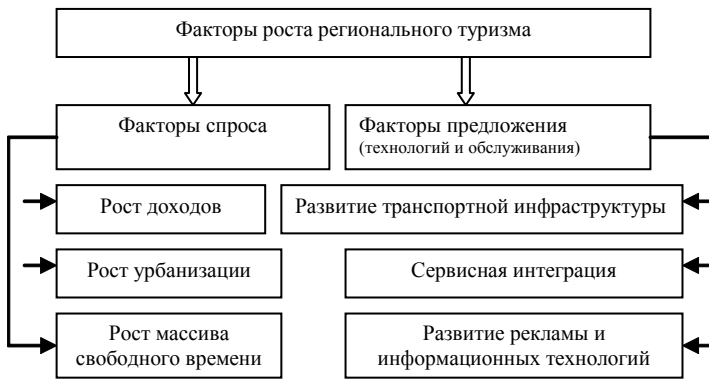 Факторы роста регионального туризма
Факторы спроса
Факторы предложения
(технологий и обслуживания)
Рост доходов
Развитие транспортной инфраструктуры
Рост урбанизации
Сервисная интеграция
Рост массива
свободного времени
Развитие рекламы и
информационных технологий